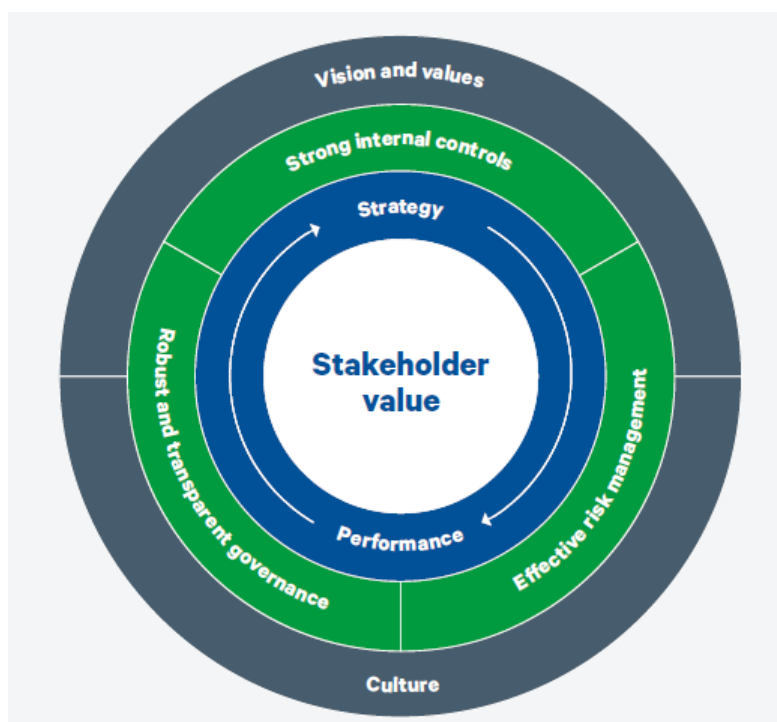 Vision and values
Strong internal controls
Strategy
Stakeholder
value
Robust and transparent governance
Effective risk management
Performance
Culture